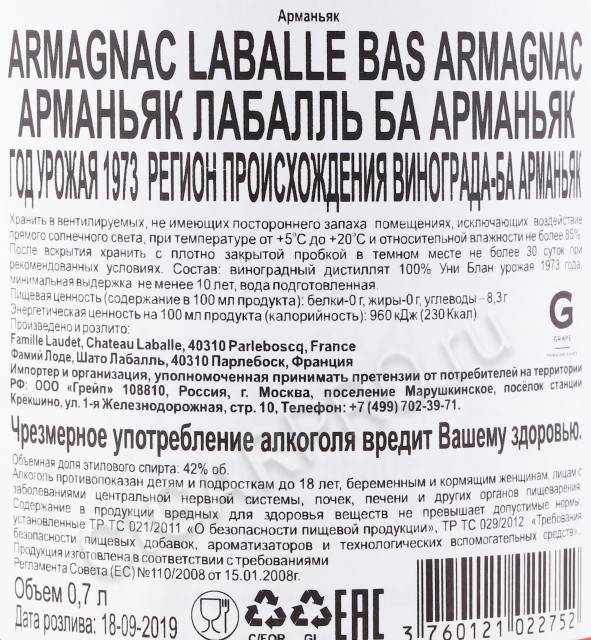 Арманьяк
ARMAGNAC LABALLE BAS ARMAGNAC
АРМАНЬЯК ЛАБАЛЛЬ БА АРМАНЬЯК
ГОД УРОЖАЯ 1973 РЕГИОН ПРОИСХОЖДЕНИЯ ВИНОГРАДА-БА АРМАНЬЯК
Хранить в вентилируемых, не имеющих постороннего запаха помещениях, исключающих воздействие
прямого солнечного света, при температуре от +5°С до +20°С и относительной влажности не более 85%.
После вскрытия хранить с плотно закрытой пробкой в темном месте не более 30 суток при
рекомендованных условиях. Состав: виноградный дистиллят 100% Уни Блан урожая 1973 года,
минимальная выдержка не менее 10 лет, вода подготовленная.
Пищевая ценность (содержание в 100 мл продукта): белки-0 г, жиры-0 г, углеводы – 8,3 г
Энергетическая ценность на 100 мл продукта (калорийность): 960 кДж (230 Ккал)
Произведено и розлито:
Famille Laudet, Chateau Laballe, 40310 Parleboscq, France
Фамий Лоде, Шато Лабалль, 40310 Парлебоск, Франция
G
GRAPE
Импортер и организация, уполномоченная принимать претензии от потребителей на территории
РФ: ООО «Грейп» 108810, Россия, г. Москва, поселение Марушкинское, посёлок станции
Крёкшино, ул. 1-я Железнодорожная, стр. 10, Телефон: +7 (499) 702-39-71.
Чрезмерное употребление алкоголя вредит Вашему здоровью.
Объемная доля этилового спирта: 42% об.
Алкоголь противопоказан детям и подросткам до 18 лет, беременным и кормящим женщинам, лицам с
заболеваниями центральной нервной системы, почек, печени и других органов пищеварения.
Содержание в продукции вредных для здоровья веществ не превышает допустимые нормы,
установленные ТР ТС 021/2011 «О безопасности пищевой продукции», ТР ТС 029/2012 «Требования
безопасности пищевых добавок, ароматизаторов и технологических вспомогательных средств».
Продукция изготовлена в соответствии с требованиями
Регламента Совета (ЕС) №110/2008 от 15.01.2008г.
Объем 0,7 л
Дата розлива: 18-09-2019
C/FOR
GL
EAC
3 760121 022752